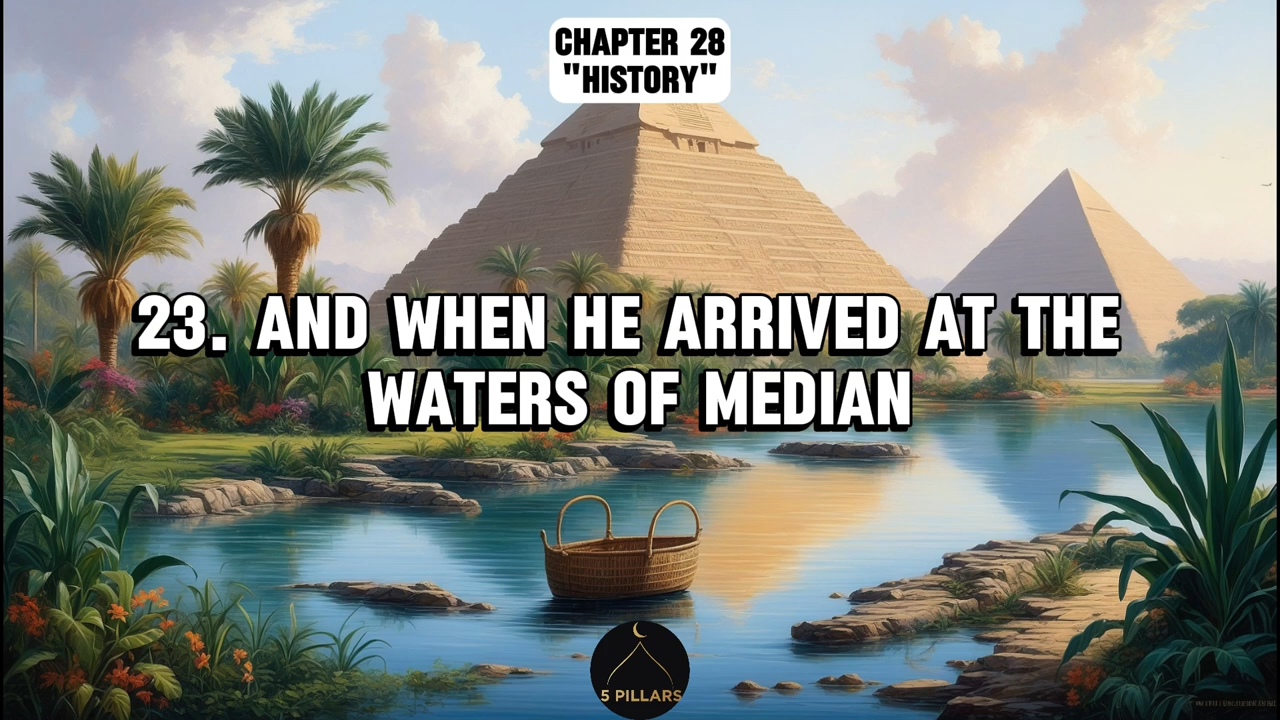 CHAPTER 28
"HISTORY"
23. AND WHEN HE ARRIVED AT THE
WATERS OF MEDIAN
5 PILLARS